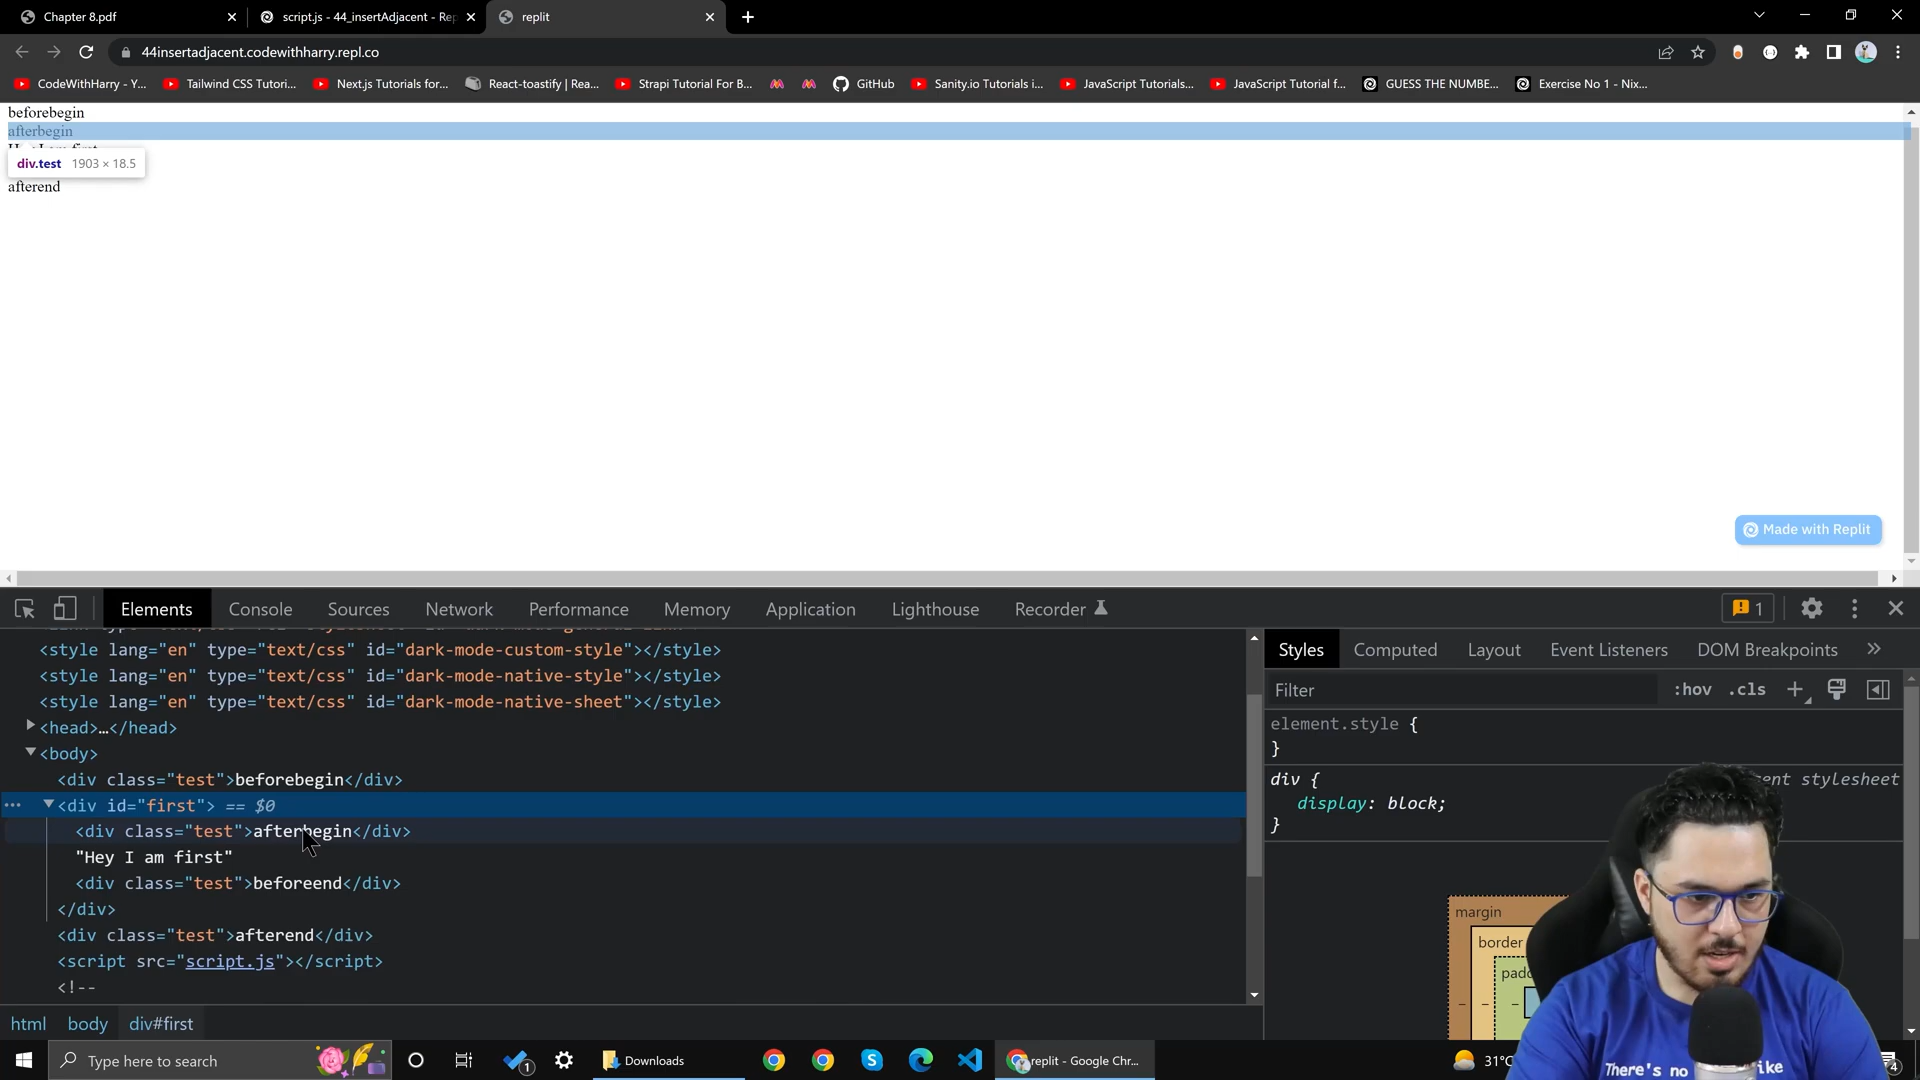 Chapter 8.pdf
script.js - 44_insertAdjacent - Rep
replit
44insertadjacent.codewithharry.repl.co
CodeWithHarry - Y...
Tailwind CSS Tutori...
Next.js Tutorials for...
React-toastify | Rea...
Strapi Tutorial For B...
GitHub
Sanity.io Tutorials i...
JavaScript Tutorials...
JavaScript Tutorial f...
GUESS THE NUMBE...
Exercise No 1 - Nix...
beforebegin
afterbegin
div.test 1903 × 18.5
afterend
Made with Replit
Elements
Console
Sources
Network
Performance
Memory
Application
Lighthouse
Recorder
1
<style lang="en" type="text/css" id="dark-mode-custom-style"></style>
<style lang="en" type="text/css" id="dark-mode-native-style"></style>
<style lang="en" type="text/css" id="dark-mode-native-sheet"></style>
<head>…</head>
<body>
<div class="test">beforebegin</div>
<div id="first"> == $0
<div class="test">afterbegin</div>
"Hey I am first"
<div class="test">beforeend</div>
</div>
<div class="test">afterend</div>
<script src="script.js"></script>
<!--
html
body
div#first
Styles
Computed
Layout
Event Listeners
DOM Breakpoints
Filter
:hov
.cls
element.style {
}
div {
stylesheet
display: block;
}
margin
border
There's no
Type here to search
1
Downloads
replit - Google Chr...
31°C
4